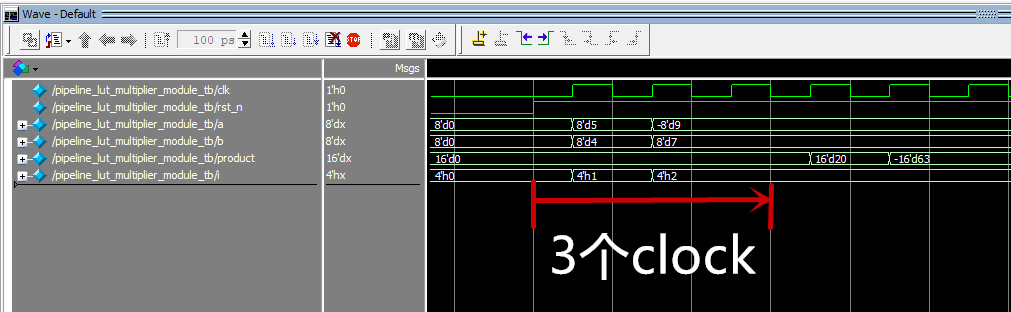 Wave - Default
100 ps
STOP
Msgs
/pipeline_lut_multiplier_module_tb/clk 1'h0
/pipeline_lut_multiplier_module_tb/rst_n 1'h0
/pipeline_lut_multiplier_module_tb/a 8'dx 8'd0 8'd5 -8'd9
/pipeline_lut_multiplier_module_tb/b 8'dx 8'd0 8'd4 8'd7
/pipeline_lut_multiplier_module_tb/product 16'dx 16'd0 16'd20 -16'd63
/pipeline_lut_multiplier_module_tb/i 4'hx 4'h0 4'h1 4'h2
3个clock